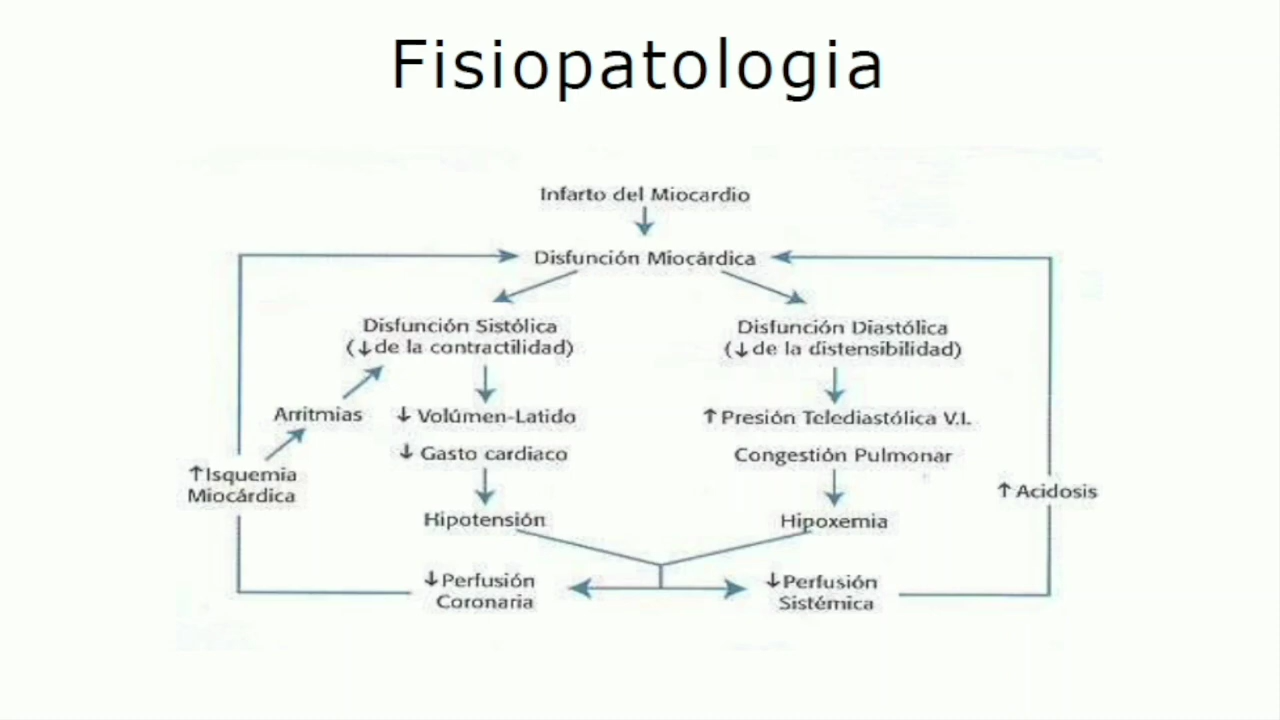 Fisiopatologia
Infarto del Miocardio
Disfunción Miocárdica
Disfunción Sistólica
(↓de la contractilidad)
Disfunción Diastólica
(↓de la distensibilidad)
Arritmias
↓ Volúmen-Latido
↑Presión Telediastólica V.I.
↓ Gasto cardiaco
Congestión Pulmonar
↑Isquemia
Miocárdica
↑Acidosis
Hipotensión
Hipoxemia
↓Perfusión
Coronaria
↓Perfusión
Sistémica